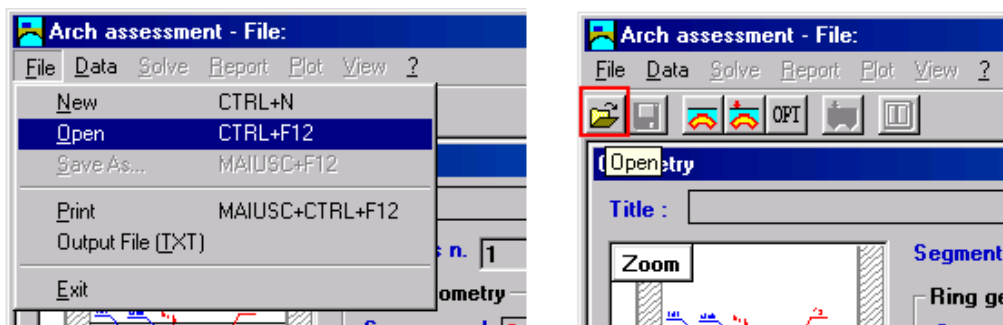 Arch assessment - File:
File Data Solve Report Plot View ?
New CTRL+N
Open CTRL+F12
Save As... MAIUSC+F12
Print MAIUSC+CTRL+F12
Output File (TXT)
Exit
n. 1
ometry
Arch assessment - File:
File Data Solve Report Plot View ?
OPT
Open
etry
Title :
Zoom
Segment
Ring ge